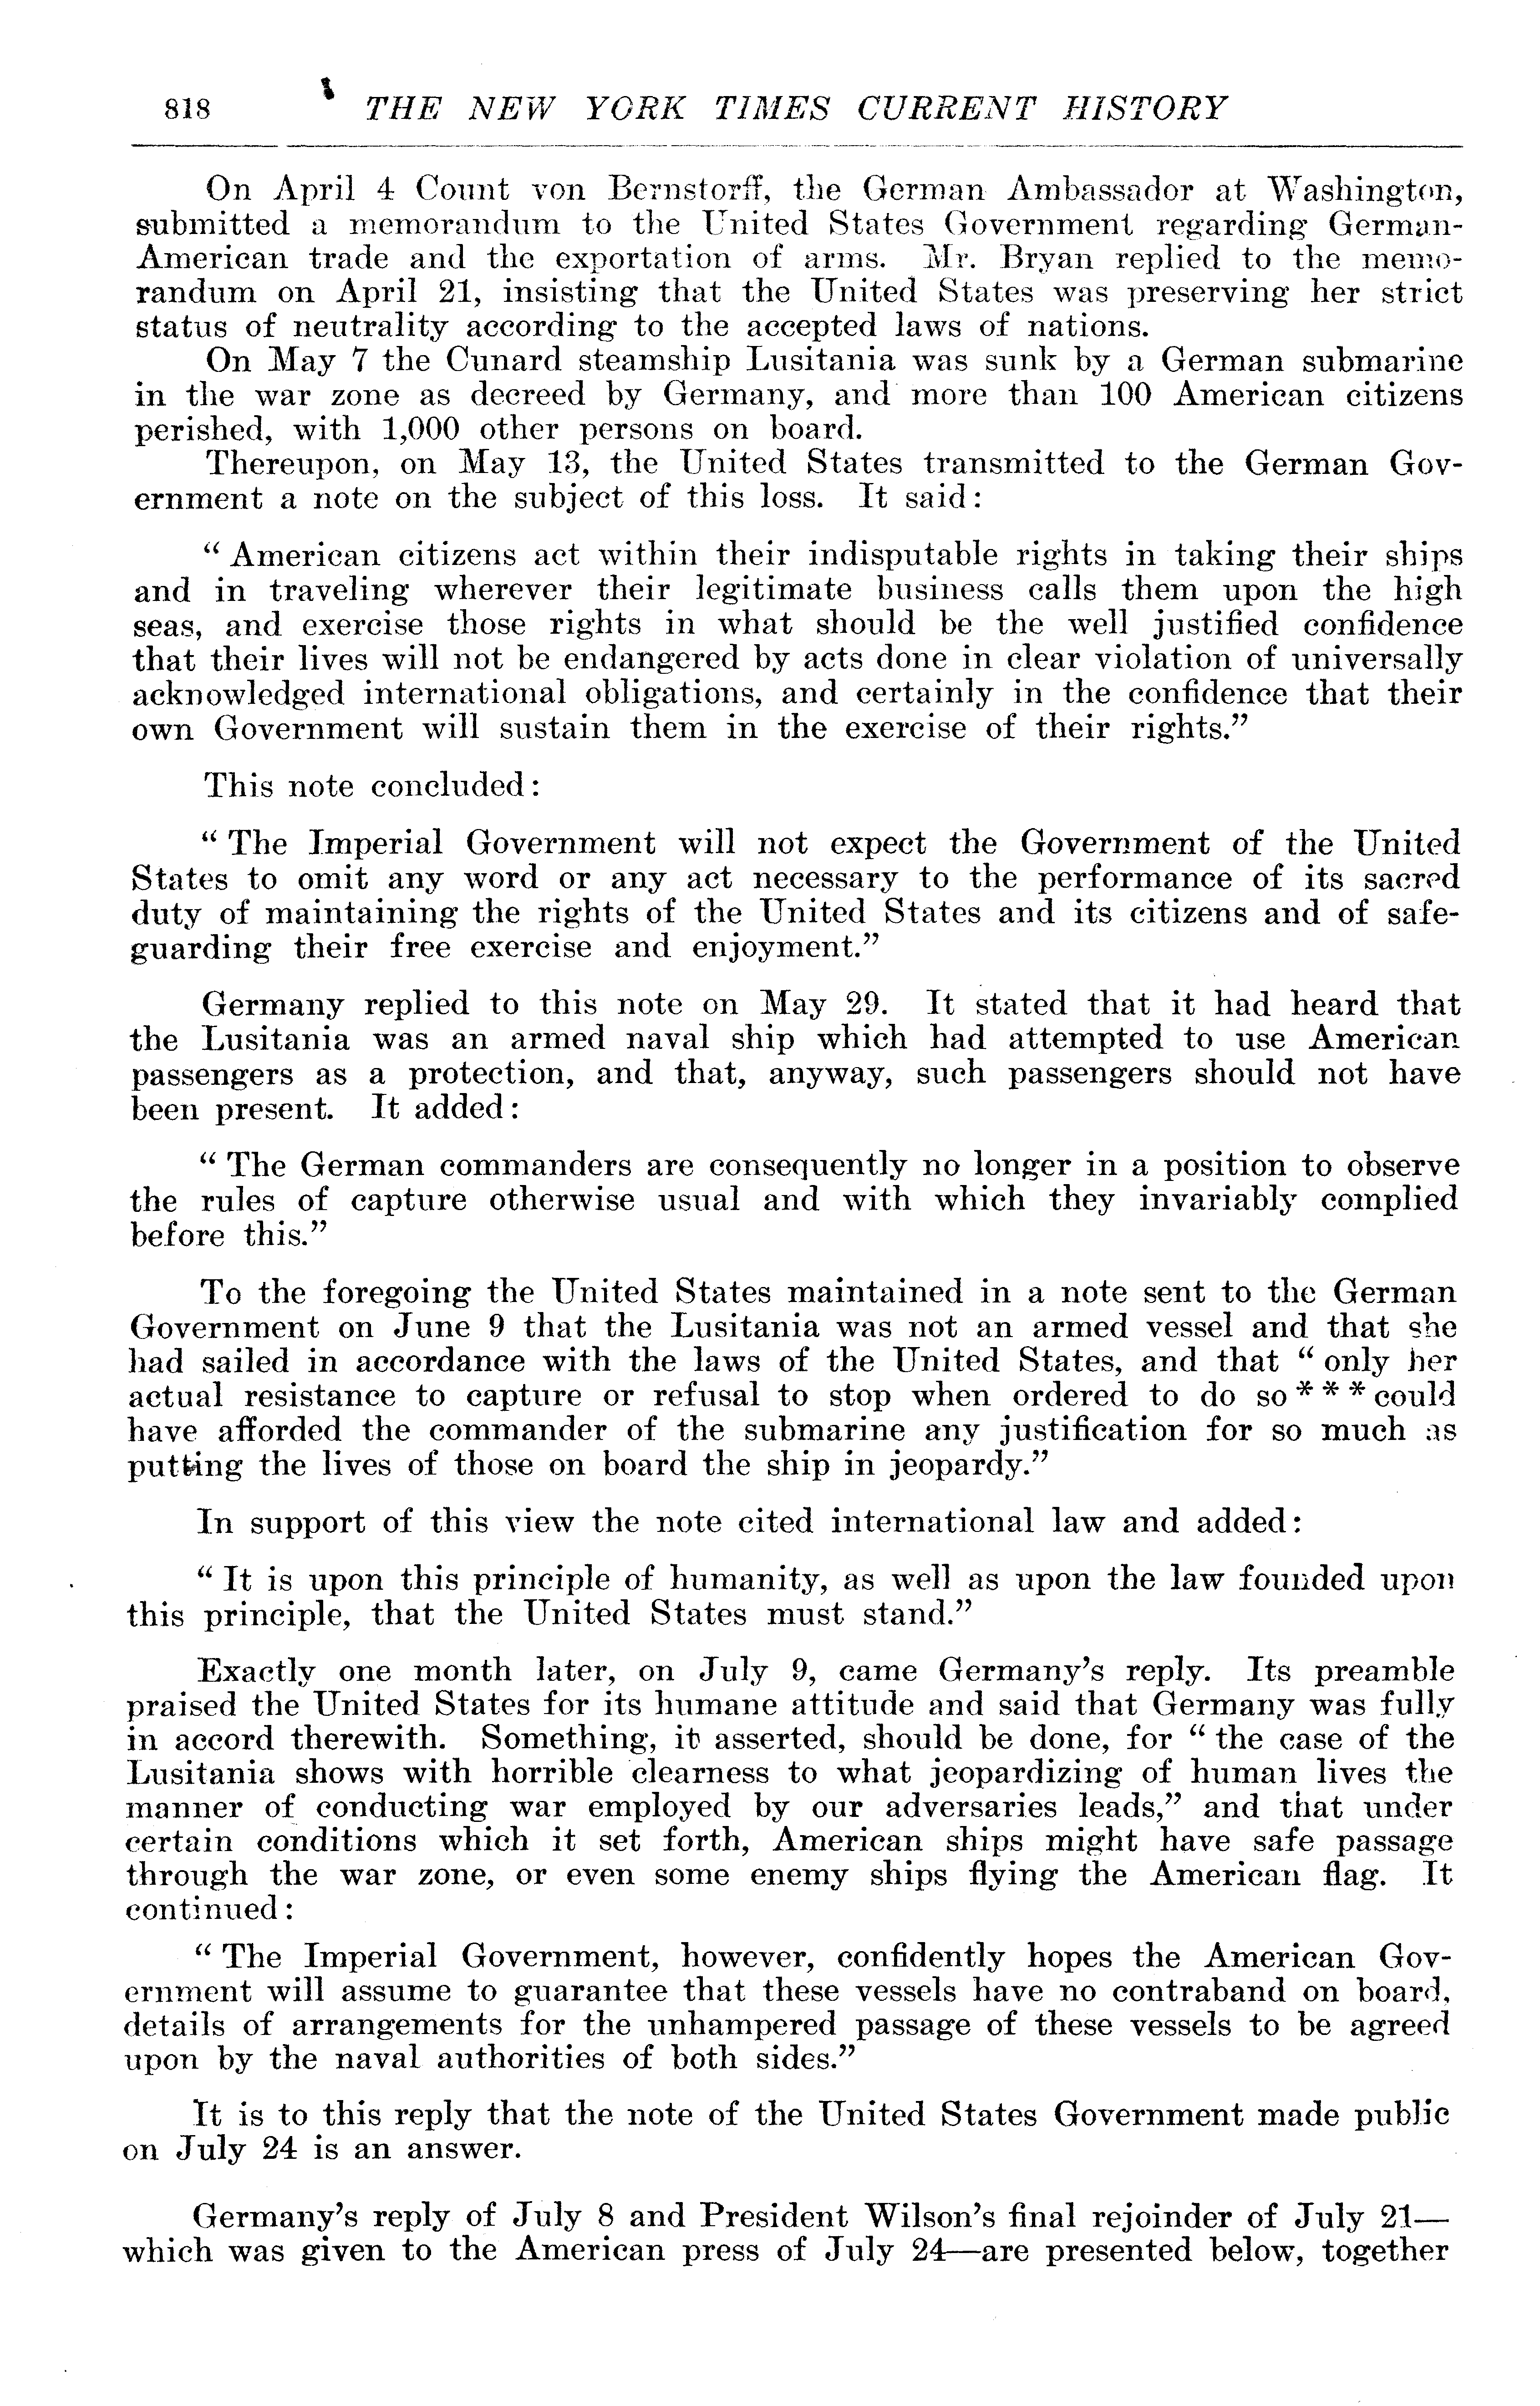 818 THE NEW YORK TIMES CURRENT HISTORY
On April 4 Count von Bernstorff, the German Ambassador at Washington,
submitted a memorandum to the United States Government regarding German-
American trade and the exportation of arms. Mr. Bryan replied to the memo-
randum on April 21, insisting that the United States was preserving her strict
status of neutrality according to the accepted laws of nations.
On May 7 the Cunard steamship Lusitania was sunk by a German submarine
in the war zone as decreed by Germany, and more than 100 American citizens
perished, with 1,000 other persons on board.
Thereupon, on May 13, the United States transmitted to the German Gov-
ernment a note on the subject of this loss. It said:
“American citizens act within their indisputable rights in taking their ships
and in traveling wherever their legitimate business calls them upon the high
seas, and exercise those rights in what should be the well justified confidence
that their lives will not be endangered by acts done in clear violation of universally
acknowledged international obligations, and certainly in the confidence that their
own Government will sustain them in the exercise of their rights.”
This note concluded:
“The Imperial Government will not expect the Government of the United
States to omit any word or any act necessary to the performance of its sacred
duty of maintaining the rights of the United States and its citizens and of safe-
guarding their free exercise and enjoyment.”
Germany replied to this note on May 29. It stated that it had heard that
the Lusitania was an armed naval ship which had attempted to use American
passengers as a protection, and that, anyway, such passengers should not have
been present. It added:
“The German commanders are consequently no longer in a position to observe
the rules of capture otherwise usual and with which they invariably complied
before this.”
To the foregoing the United States maintained in a note sent to the German
Government on June 9 that the Lusitania was not an armed vessel and that she
had sailed in accordance with the laws of the United States, and that “only her
actual resistance to capture or refusal to stop when ordered to do so * * * could
have afforded the commander of the submarine any justification for so much as
putting the lives of those on board the ship in jeopardy.”
In support of this view the note cited international law and added:
“It is upon this principle of humanity, as well as upon the law founded upon
this principle, that the United States must stand.”
Exactly one month later, on July 9, came Germany’s reply. Its preamble
praised the United States for its humane attitude and said that Germany was fully
in accord therewith. Something, it asserted, should be done, for “the case of the
Lusitania shows with horrible clearness to what jeopardizing of human lives the
manner of conducting war employed by our adversaries leads,” and that under
certain conditions which it set forth, American ships might have safe passage
through the war zone, or even some enemy ships flying the American flag. It
continued:
“The Imperial Government, however, confidently hopes the American Gov-
ernment will assume to guarantee that these vessels have no contraband on board,
details of arrangements for the unhampered passage of these vessels to be agreed
upon by the naval authorities of both sides.”
It is to this reply that the note of the United States Government made public
on July 24 is an answer.
Germany’s reply of July 8 and President Wilson’s final rejoinder of July 21—
which was given to the American press of July 24—are presented below, together